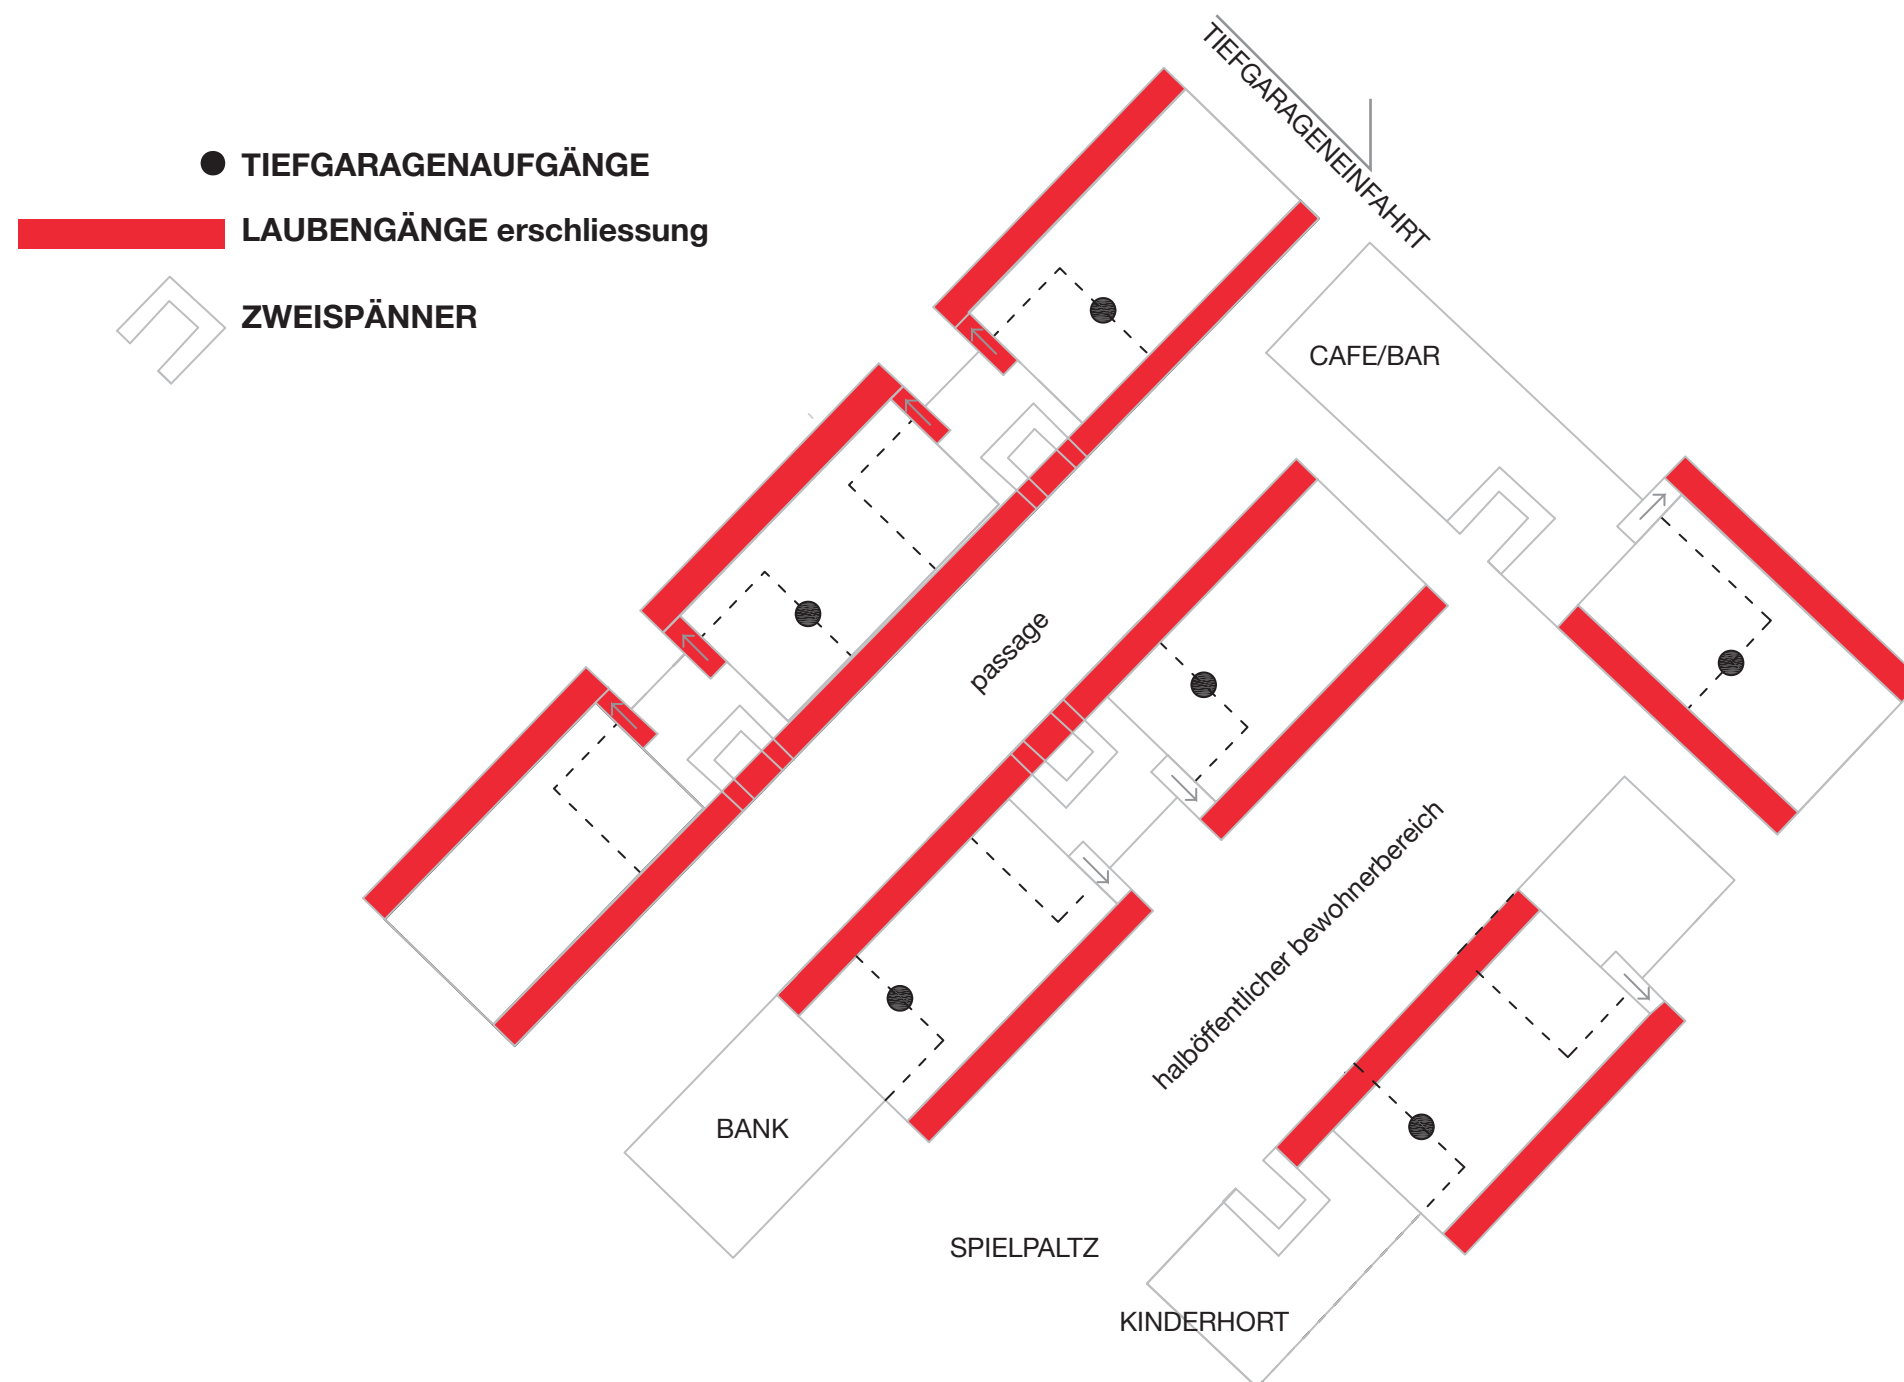 TIEFGARAGENAUFGÄNGE
LAUBENGÄNGE erschliessung
ZWEISPÄNNER
TIEFGARAGENEINFAHRT
CAFE/BAR
passage
halböffentlicher bewohnerbereich
BANK
SPIELPALTZ
KINDERHORT